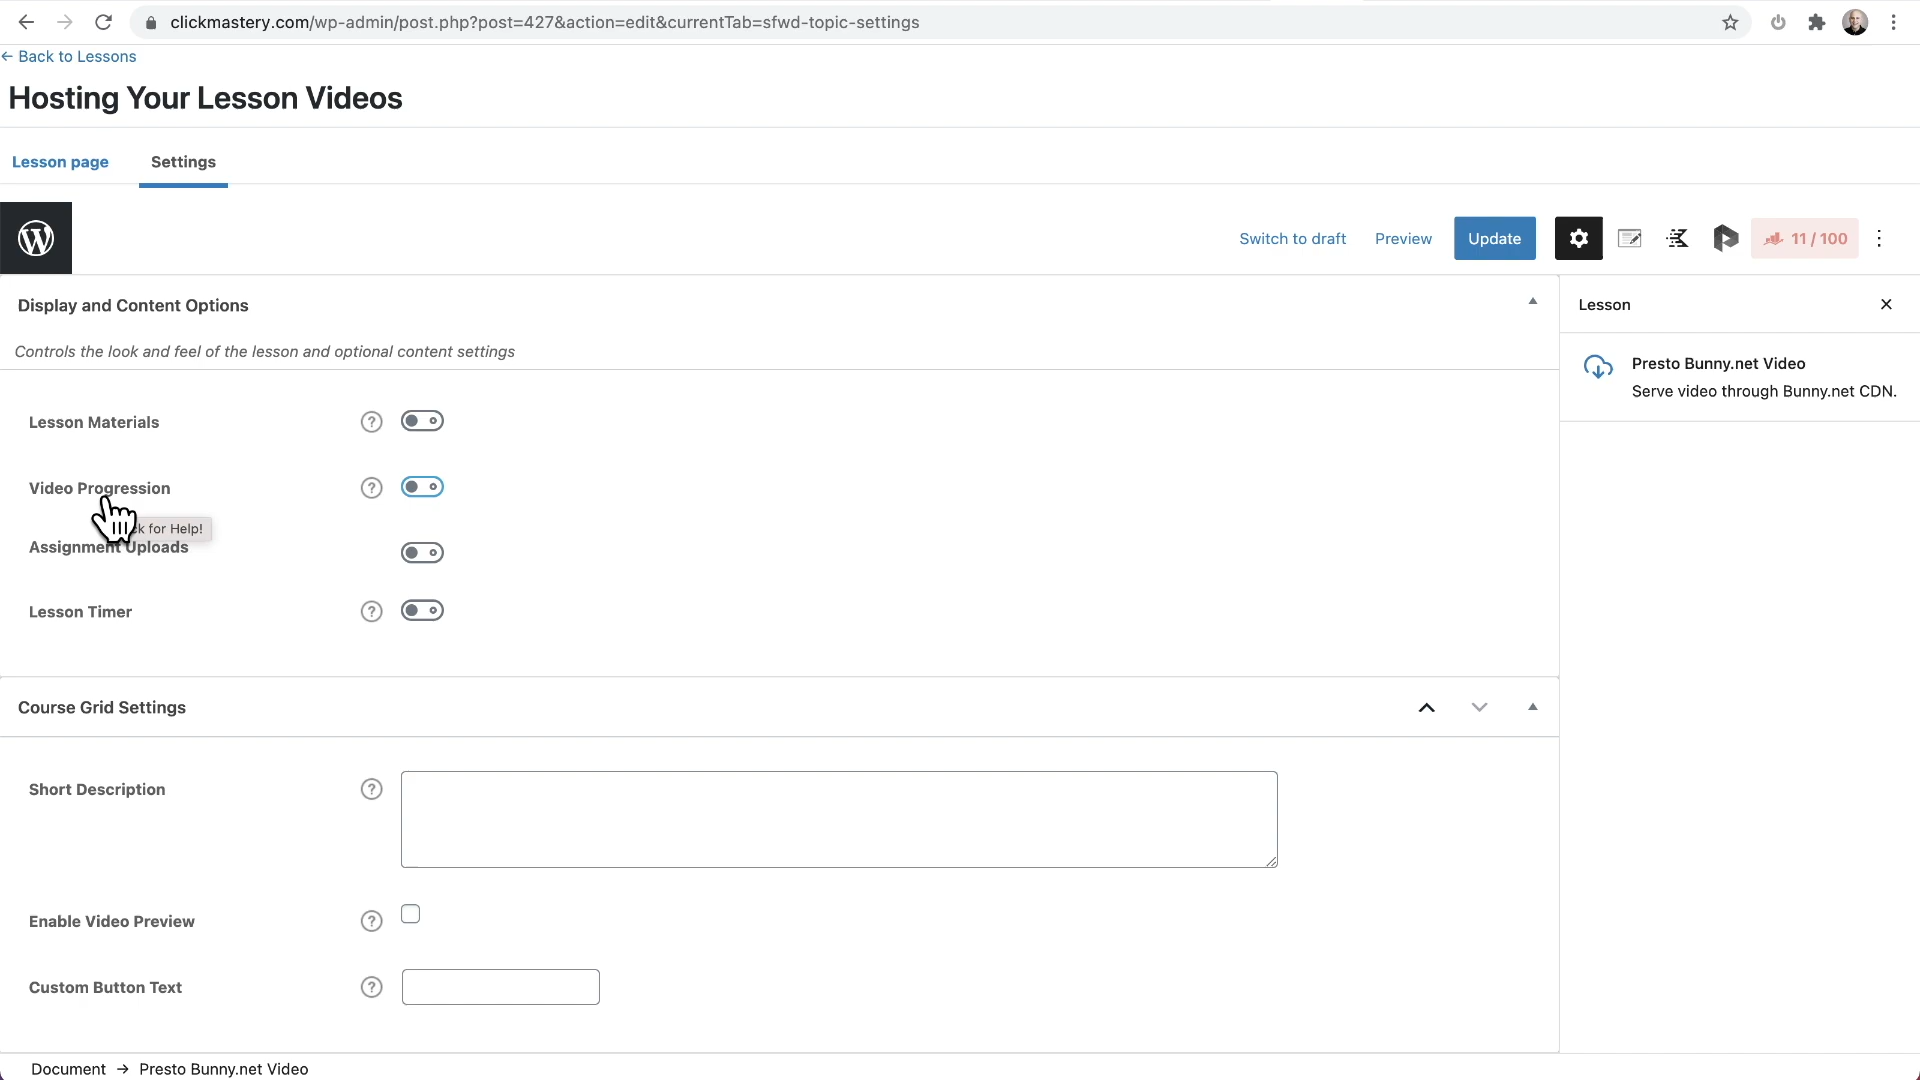 clickmastery.com/wp-admin/post.php?post=427&action=edit&currentTab=sfwd-topic-settings
← Back to Lessons
Hosting Your Lesson Videos
Lesson page
Settings
Switch to draft
Preview
Update
11 / 100
Display and Content Options
Controls the look and feel of the lesson and optional content settings
Lesson Materials
Video Progression
for Help!
Assignment Uploads
Lesson Timer
Course Grid Settings
Short Description
Enable Video Preview
Custom Button Text
Lesson
Presto Bunny.net Video
Serve video through Bunny.net CDN.
Document → Presto Bunny.net Video